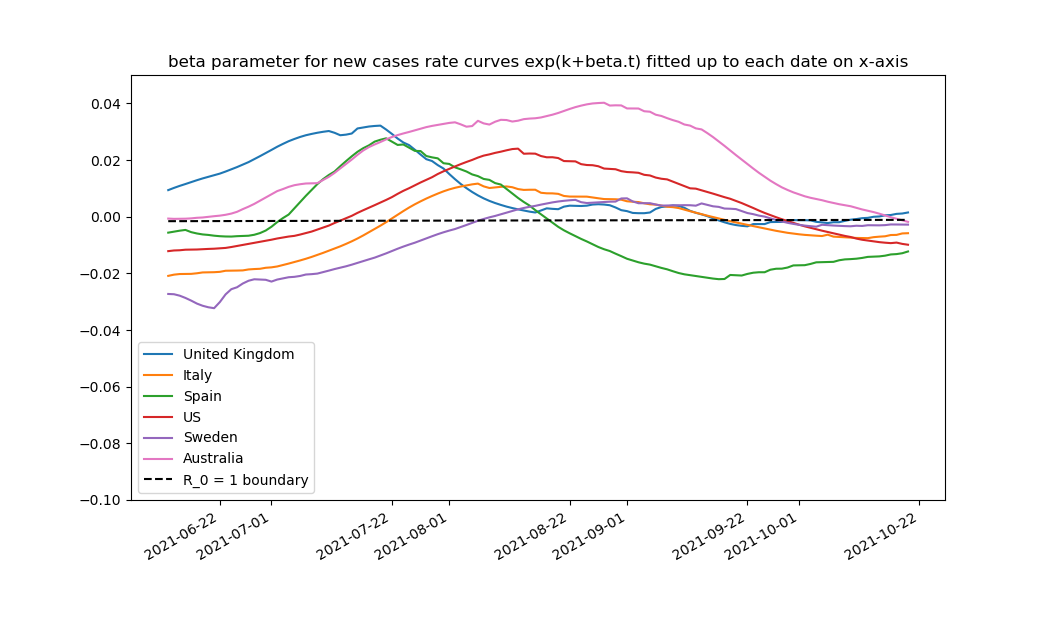 beta parameter for new cases rate curves exp(k+beta.t) fitted up to each date on x-axis
0.04
0.02
0.00
−0.02
−0.04
−0.06
−0.08
−0.10
United Kingdom
Italy
Spain
US
Sweden
Australia
R_0 = 1 boundary
2021-06-22
2021-07-01
2021-07-22
2021-08-01
2021-08-22
2021-09-01
2021-09-22
2021-10-01
2021-10-22